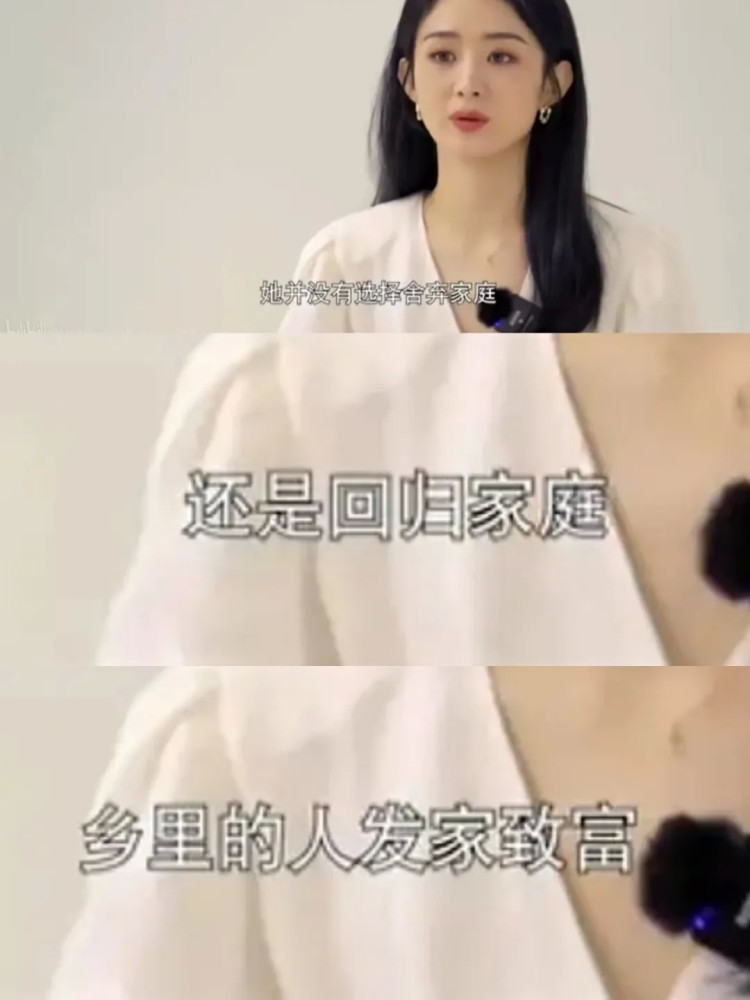 她并没有选择舍弃家庭
还是回归家庭
乡里的人发家致富